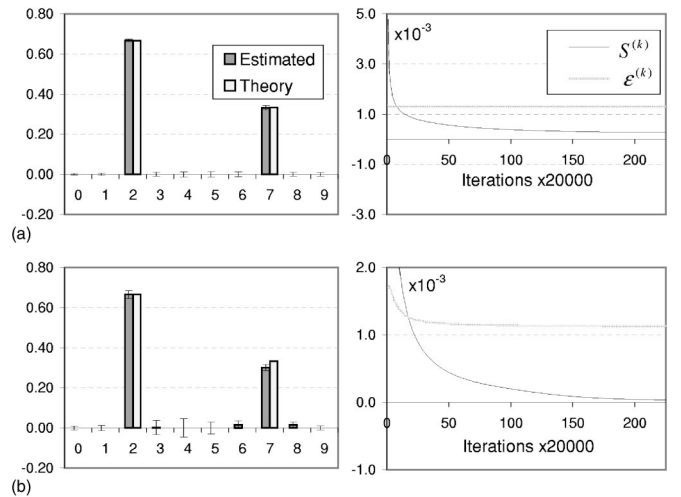 0.80
0.60
0.40
0.20
0.00
-0.20
0 1 2 3 4 5 6 7 8 9
Estimated
Theory
(a)
5.0
3.0
1.0
-1.0
-3.0
x10⁻³
S⁽ᵏ⁾
ε⁽ᵏ⁾
50 100 150 200
Iterations x20000
0.80
0.60
0.40
0.20
0.00
-0.20
0 1 2 3 4 5 6 7 8 9
(b)
2.0
1.0
0.0
-1.0
x10⁻³
0 50 100 150 200
Iterations x20000